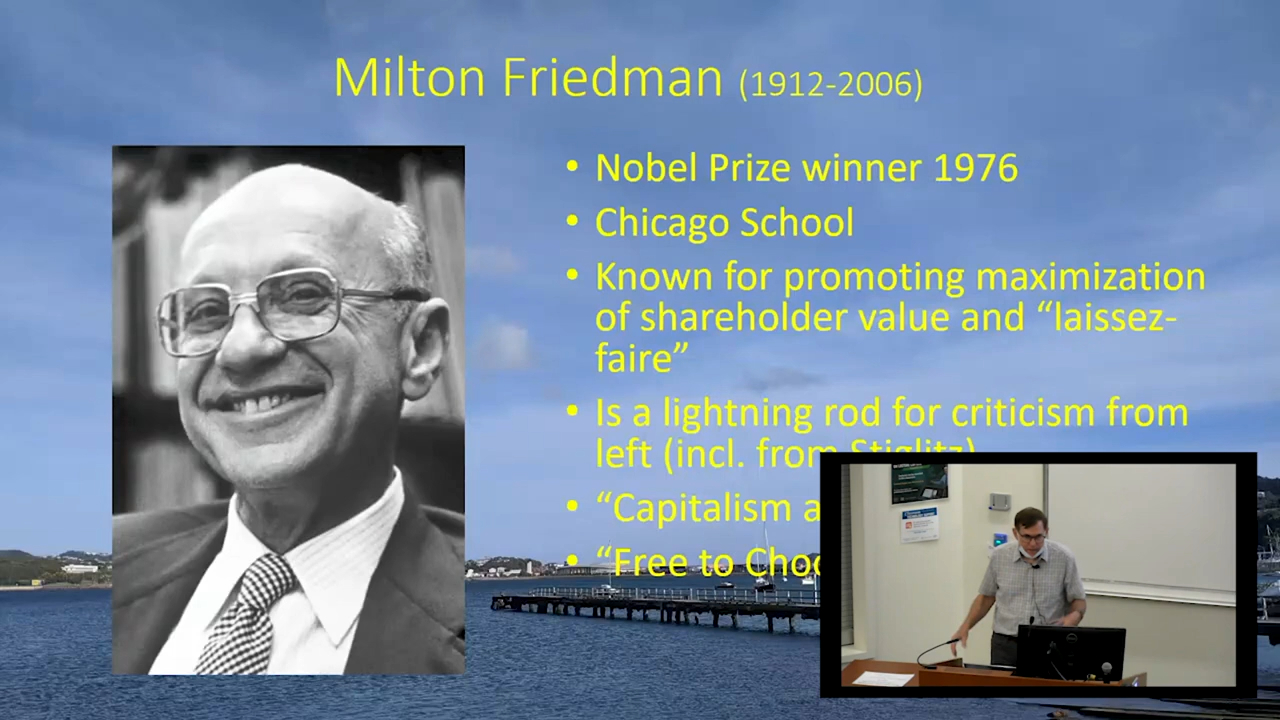 Milton Friedman (1912-2006)
• Nobel Prize winner 1976
• Chicago School
• Known for promoting maximization
of shareholder value and “laissez-
faire”
• Is a lightning rod for criticism from
left (incl. from Stiglitz)
• “Capitalism a
• “Free to Choo